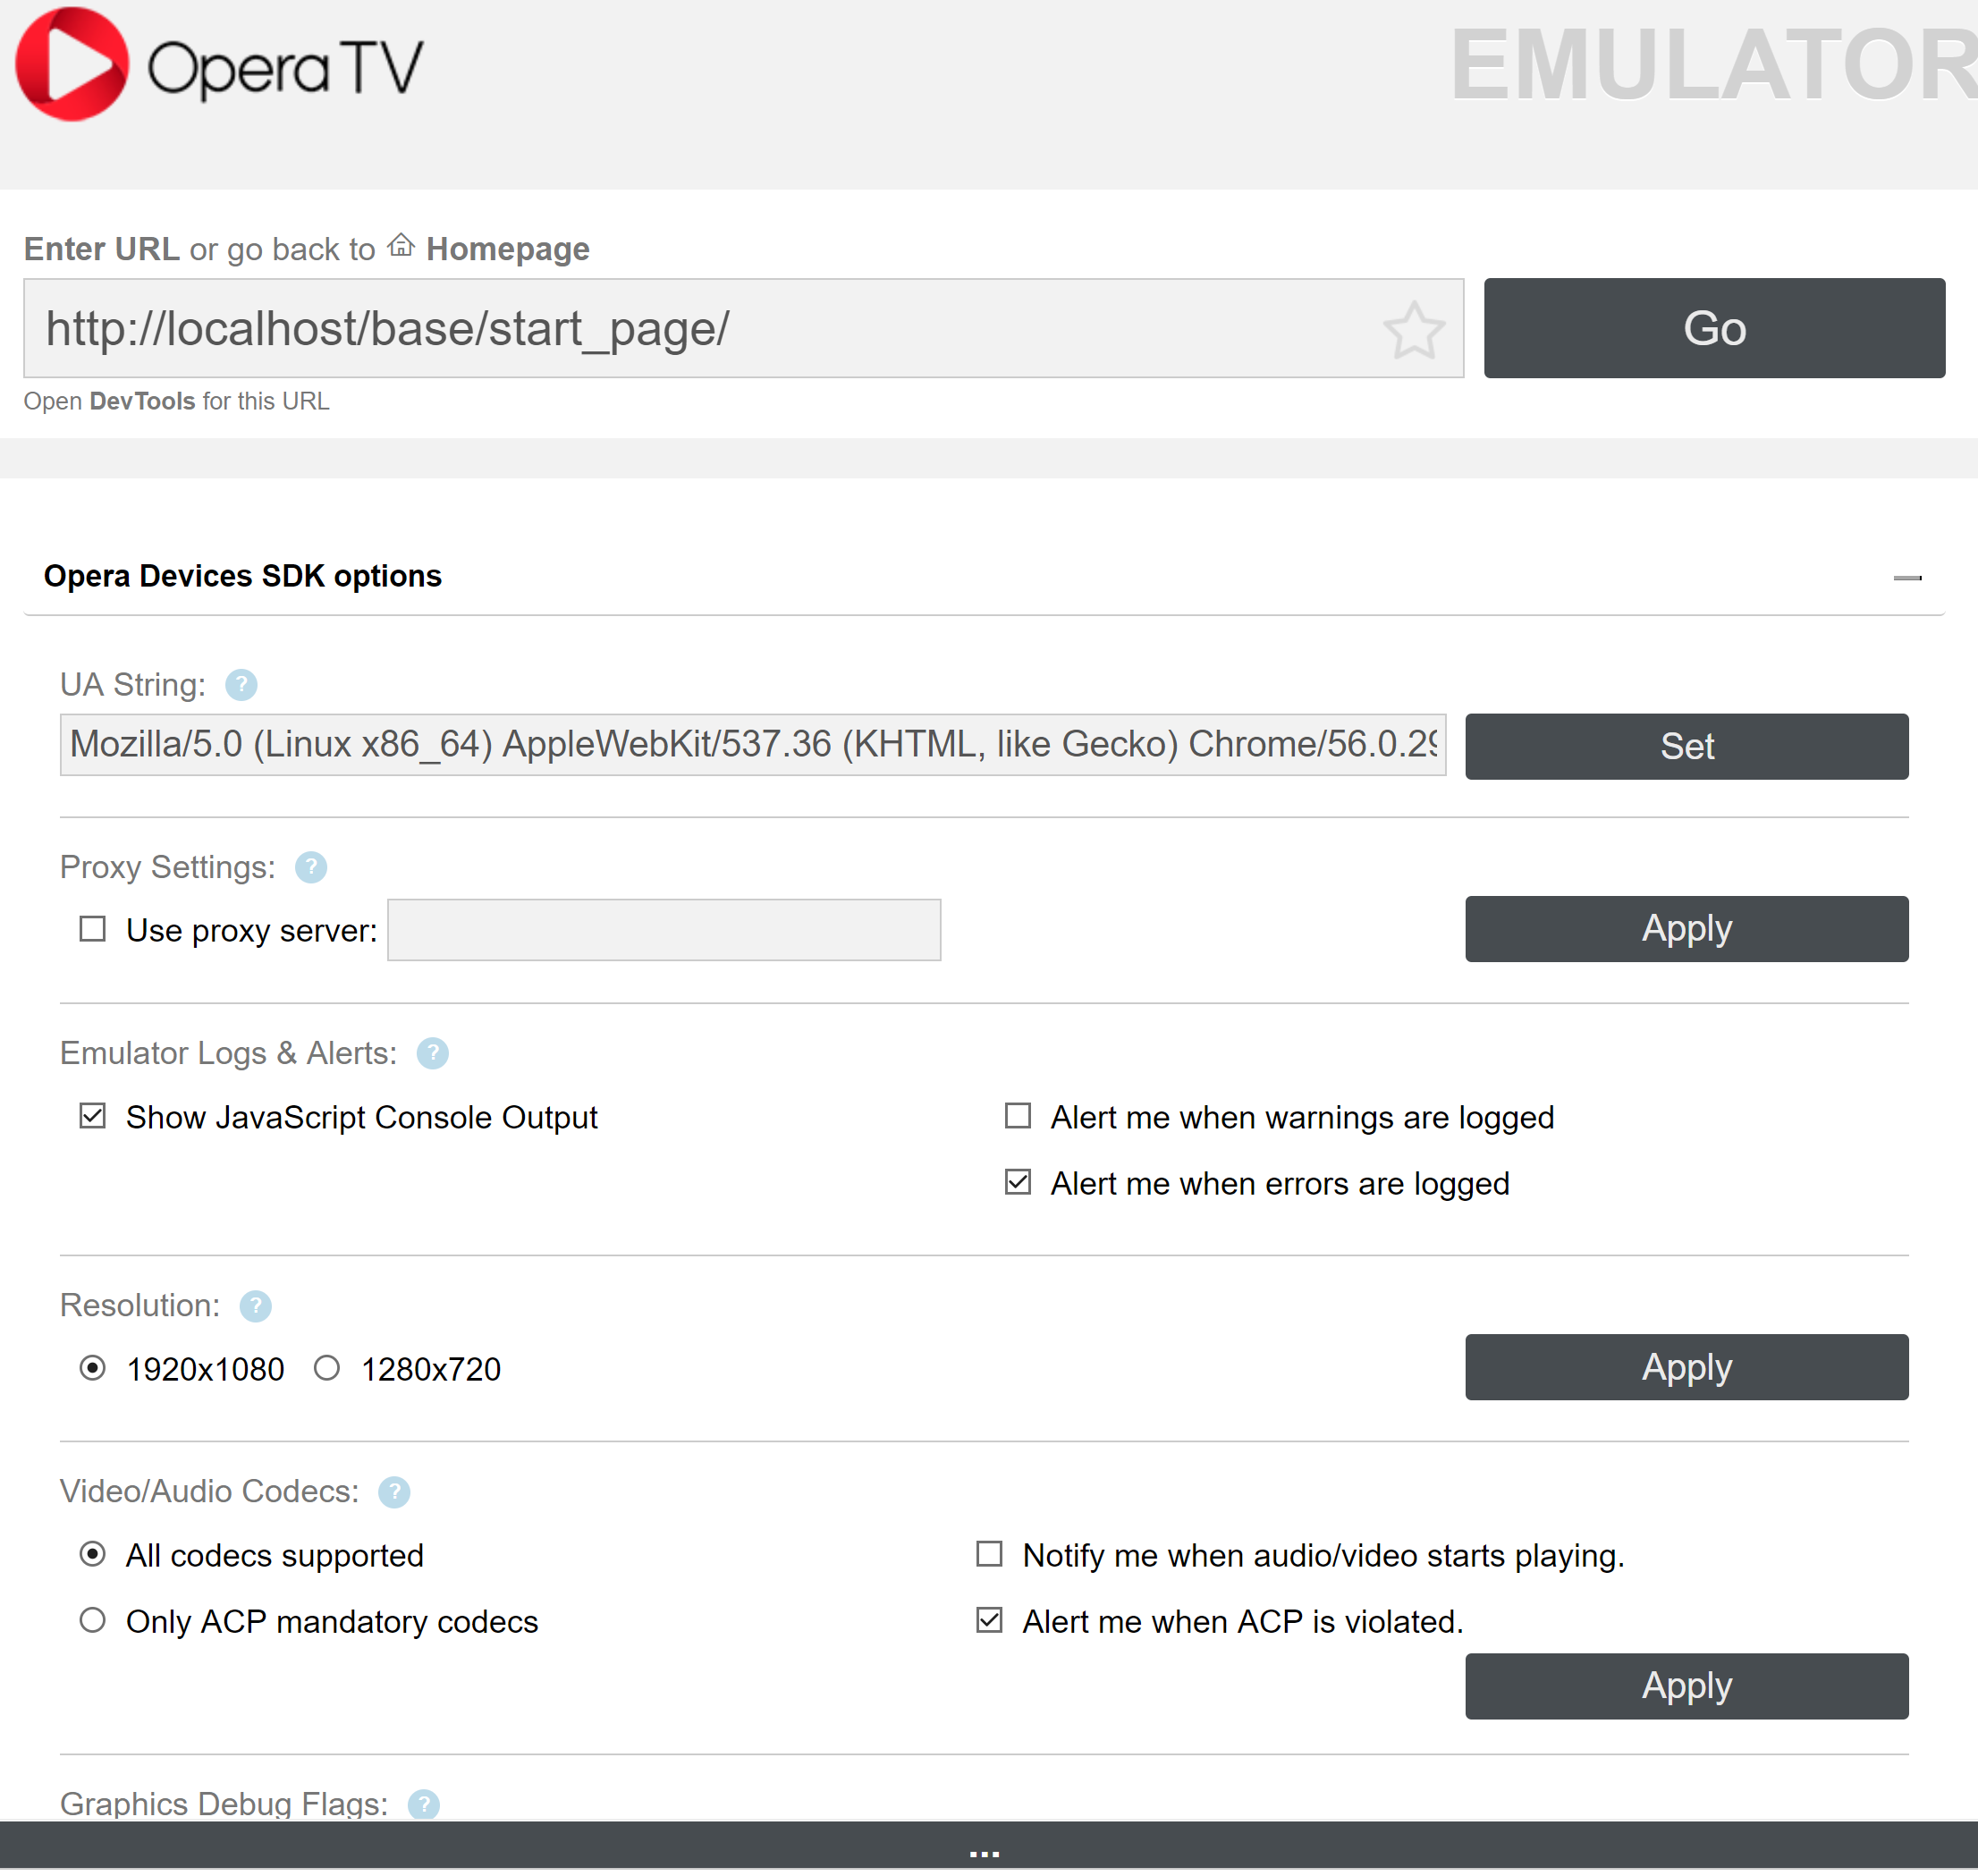 Opera TV
EMULATOR
Enter URL or go back to Homepage
http://localhost/base/start_page/
Go
Open DevTools for this URL
Opera Devices SDK options
UA String: ?
Mozilla/5.0 (Linux x86_64) AppleWebKit/537.36 (KHTML, like Gecko) Chrome/56.0.29
Set
Proxy Settings: ?
Use proxy server:
Apply
Emulator Logs & Alerts: ?
Show JavaScript Console Output
Alert me when warnings are logged
Alert me when errors are logged
Resolution: ?
1920x1080 1280x720
Apply
Video/Audio Codecs: ?
All codecs supported
Notify me when audio/video starts playing.
Only ACP mandatory codecs
Alert me when ACP is violated.
Apply
Graphics Debug Flags: ?
...